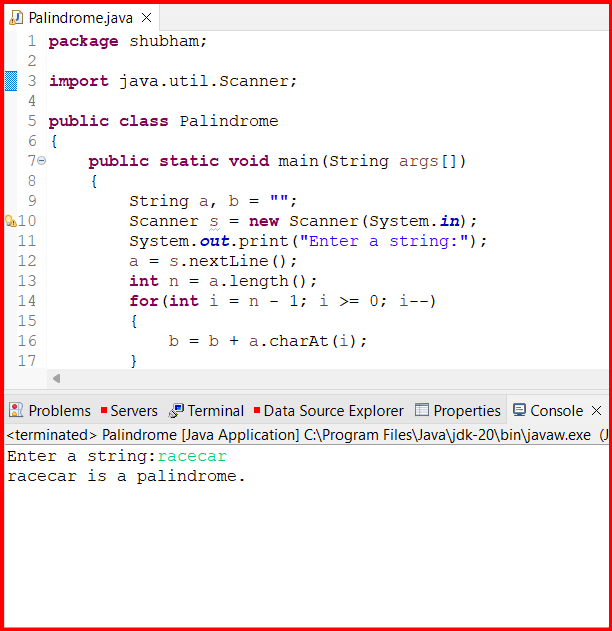 Palindrome.java
1 package shubham;
2
3 import java.util.Scanner;
4
5 public class Palindrome
6 {
7 public static void main(String args[])
8 {
9 String a, b = "";
10 Scanner s = new Scanner(System.in);
11 System.out.print("Enter a string:");
12 a = s.nextLine();
13 int n = a.length();
14 for(int i = n - 1; i >= 0; i--)
15 {
16 b = b + a.charAt(i);
17 }
Problems Servers Terminal Data Source Explorer Properties Console
<terminated> Palindrome [Java Application] C:\Program Files\Java\jdk-20\bin\javaw.exe (J
Enter a string:racecar
racecar is a palindrome.